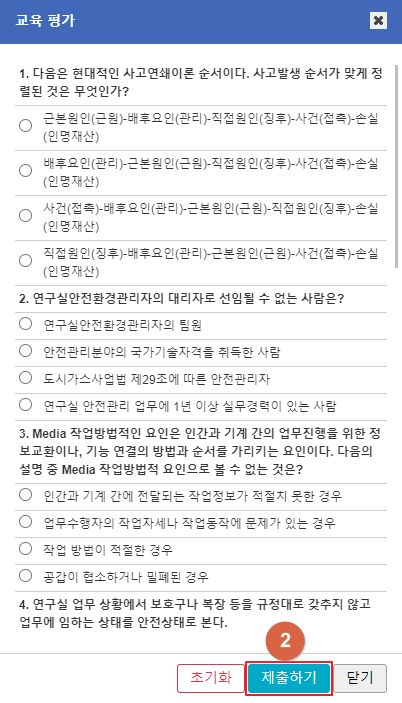 교육 평가
1. 다음은 현대적인 사고연쇄이론 순서이다. 사고발생 순서가 맞게 정
렬된 것은 무엇인가?
근본원인(근원)-배후요인(관리)-직접원인(징후)-사건(접촉)-손실
(인명재산)
배후요인(관리)-근본원인(근원)-직접원인(징후)-사건(접촉)-손실
(인명재산)
사건(접촉)-배후요인(관리)-근본원인(근원)-직접원인(징후)-손실
(인명재산)
직접원인(징후)-배후요인(관리)-근본원인(근원)-사건(접촉)-손실
(인명재산)
2. 연구실안전환경관리자의 대리자로 선임될 수 없는 사람은?
연구실안전환경관리자의 팀원
안전관리분야의 국가기술자격를 취득한 사람
도시가스사업법 제29조에 따른 안전관리자
연구실 안전관리 업무에 1년 이상 실무경력이 있는 사람
3. Media 작업방법적인 요인은 인간과 기계 간의 업무진행을 위한 정
보교환이나, 기능 연결의 방법과 순서를 가리키는 요인이다. 다음의
설명 중 Media 작업방법적 요인으로 볼 수 없는 것은?
인간과 기계 간에 전달되는 작업정보가 적절치 못한 경우
업무수행자의 작업자세나 작업동작에 문제가 있는 경우
작업 방법이 적절한 경우
공갑이 협소하거나 밀폐된 경우
4. 연구실 업무 상황에서 보호구나 복장 등을 규정대로 갖추지 않고
업무에 임하는 상태를 안전상태로 본다.
2
초기화 제출하기 닫기